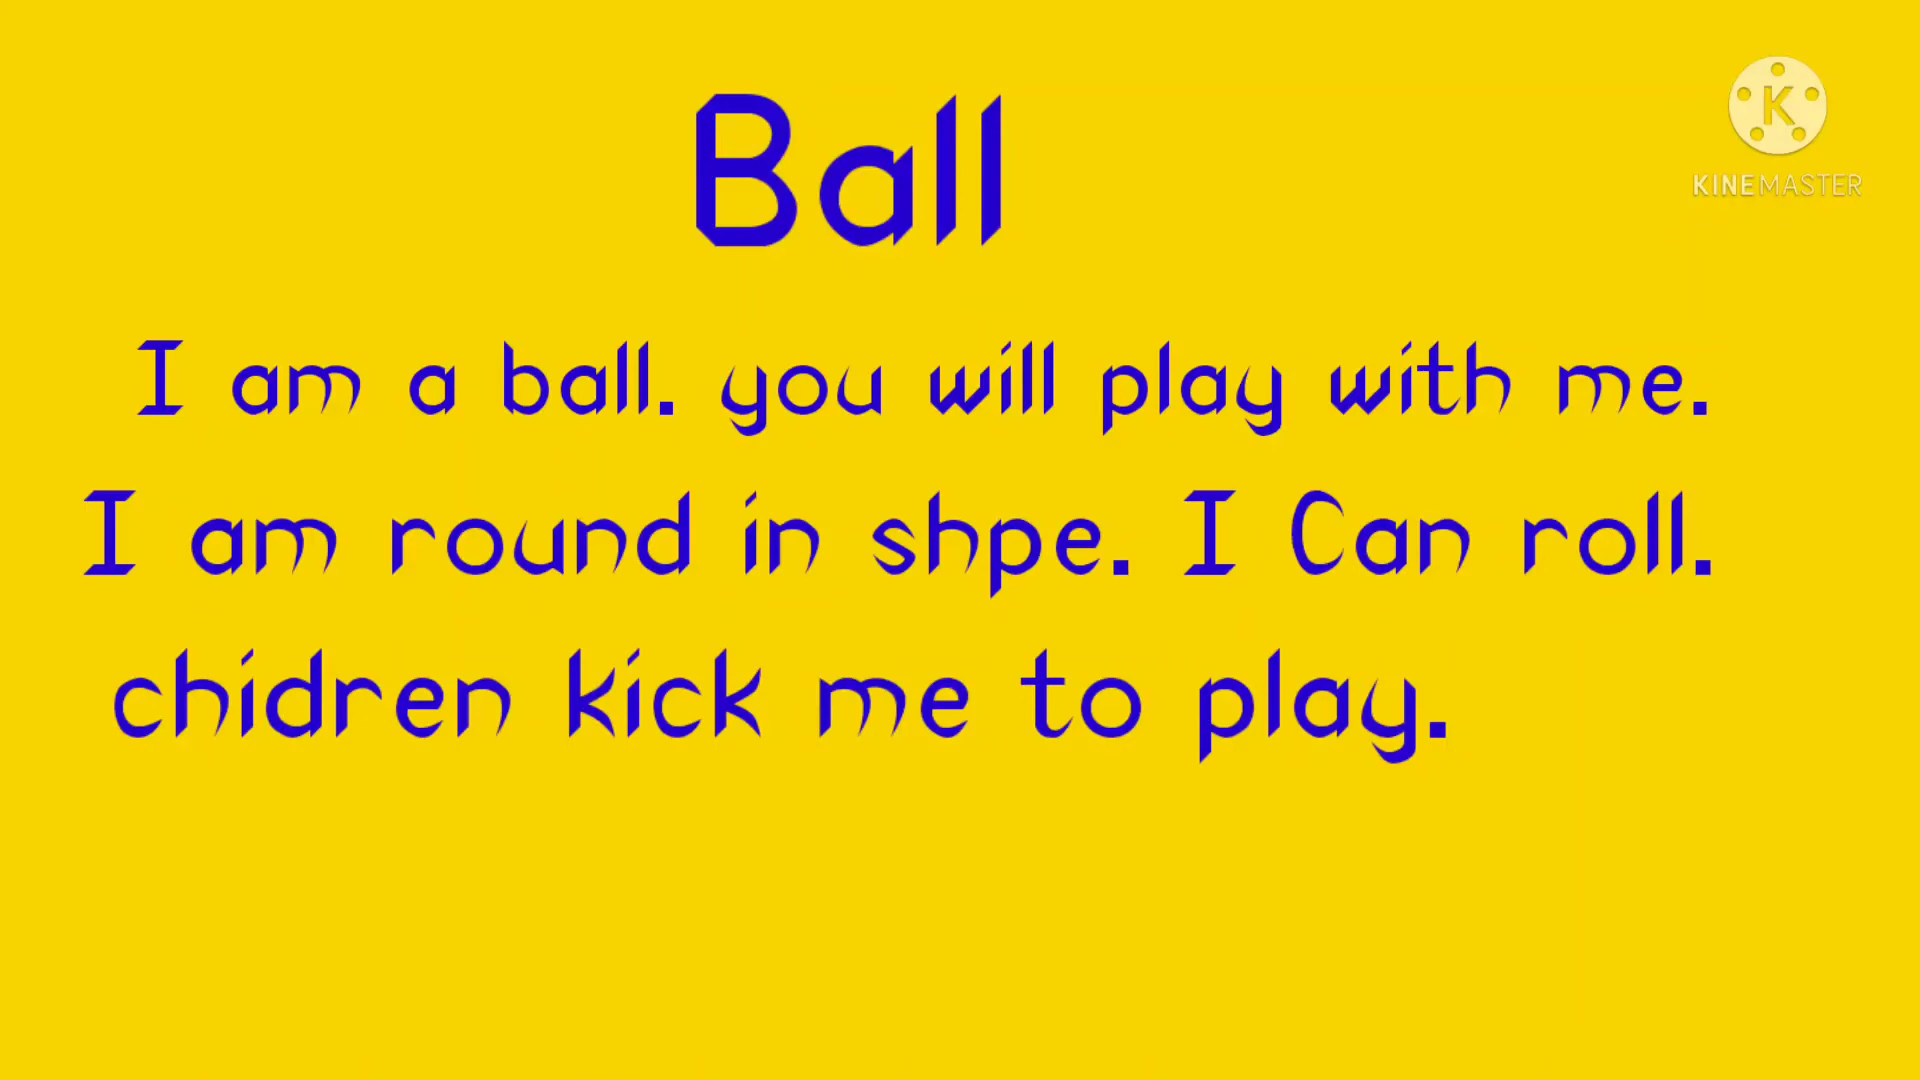 Ball
K
KINEMASTER
I am a ball. you will play with me.
I am round in shpe. I Can roll.
chidren kick me to play.